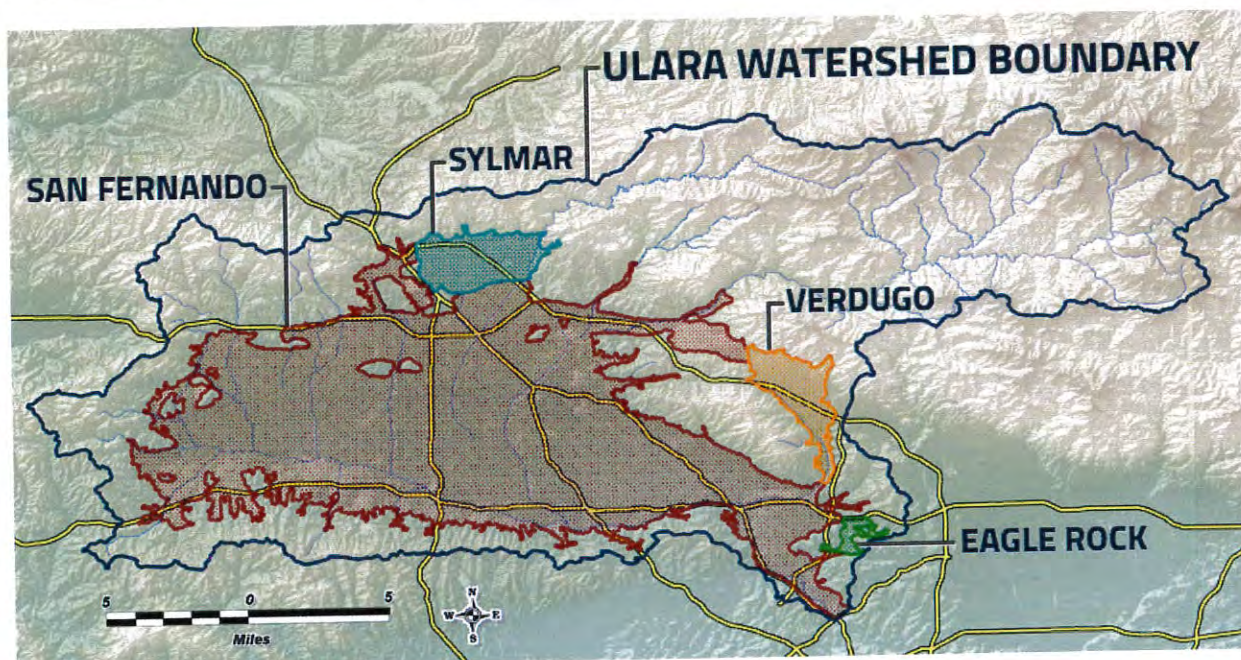 ULARA WATERSHED BOUNDARY
SYLMAR
SAN FERNANDO
VERDUGO
EAGLE ROCK
5 0 5
Miles
N
W E
S